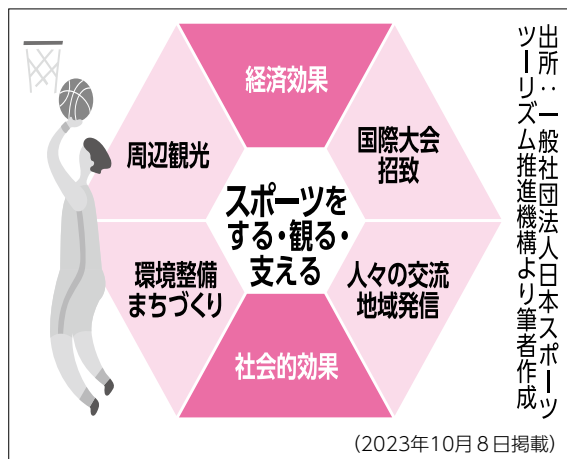 経済効果
周辺観光
国際大会
招致
スポーツを
する・観る・
支える
環境整備
まちづくり
人々の交流
地域発信
社会的効果
出所：一般社団法人日本スポーツ
ツーリズム推進機構より筆者作成
（2023年10月８日掲載）